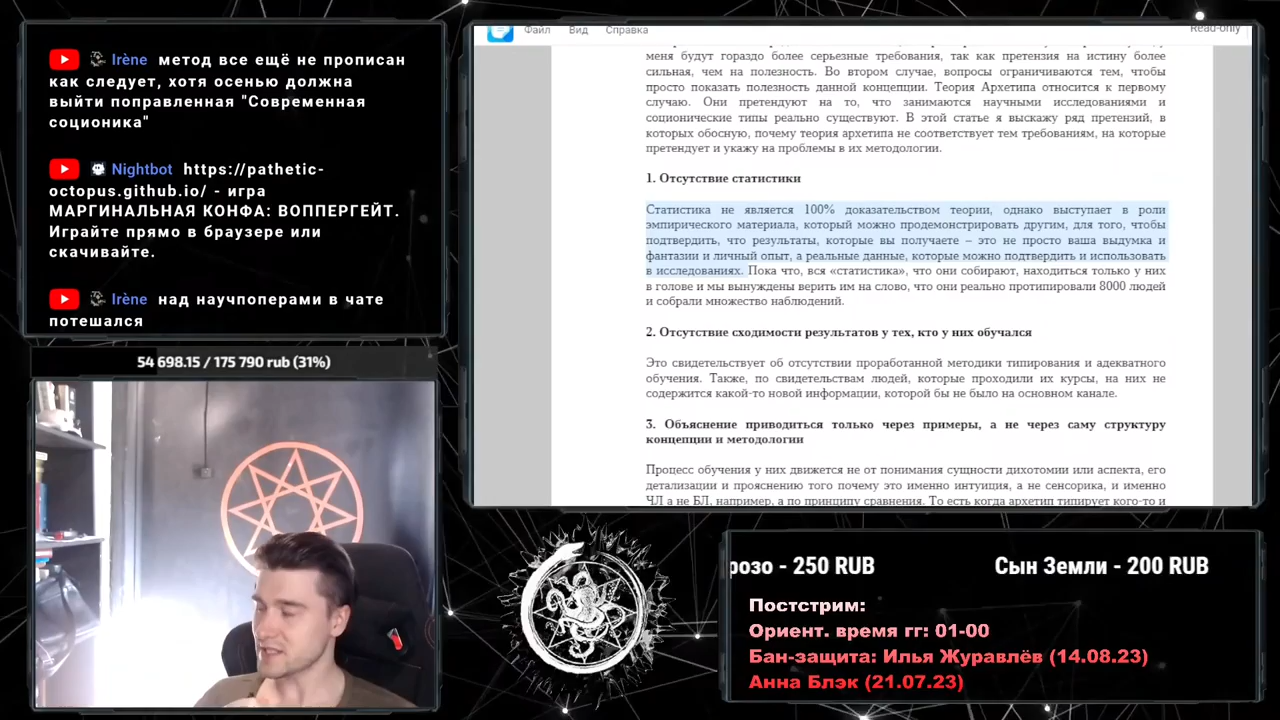 Irène метод все ещё не прописан
как следует, хотя осенью должна
выйти поправленная "Современная
соционика"
Nightbot https://pathetic-
octopus.github.io/ - игра
МАРГИНАЛЬНАЯ КОНФА: ВОППЕРГЕЙТ.
Играйте прямо в браузере или
скачивайте.
Irène над научпоперами в чате
потешался
54 698.15 / 175 790 rub (31%)
Файл Вид Справка
Read-only
меня будут гораздо более серьезные требования, так как претензия на истину более
сильная, чем на полезность. Во втором случае, вопросы ограничиваются тем, чтобы
просто показать полезность данной концепции. Теория Архетипа относится к первому
случаю. Они претендуют на то, что занимаются научными исследованиями и
соционические типы реально существуют. В этой статье я выскажу ряд претензий, в
которых обосную, почему теория архетипа не соответствует тем требованиям, на которые
претендует и укажу на проблемы в их методологии.
1. Отсутствие статистики
Статистика не является 100% доказательством теории, однако выступает в роли
эмпирического материала, который можно продемонстрировать другим, для того, чтобы
подтвердить, что результаты, которые вы получаете – это не просто ваша выдумка и
фантазии и личный опыт, а реальные данные, которые можно подтвердить и использовать
в исследованиях. Пока что, вся «статистика», что они собирают, находиться только у них
в голове и мы вынуждены верить им на слово, что они реально протипировали 8000 людей
и собрали множество наблюдений.
2. Отсутствие сходимости результатов у тех, кто у них обучался
Это свидетельствует об отсутствии проработанной методики типирования и адекватного
обучения. Также, по свидетельствам людей, которые проходили их курсы, на них не
содержится какой-то новой информации, которой бы не было на основном канале.
3. Объяснение приводиться только через примеры, а не через саму структуру
концепции и методологии
Процесс обучения у них движется не от понимания сущности дихотомии или аспекта, его
детализации и прояснению того почему это именно интуиция, а не сенсорика, и именно
ЧЛ а не БЛ, например, а по принципу сравнения. То есть когда архетип типирует кого-то и
розо - 250 RUB
Сын Земли - 200 RUB
Постстрим:
Ориент. время гг: 01-00
Бан-защита: Илья Журавлёв (14.08.23)
Анна Блэк (21.07.23)